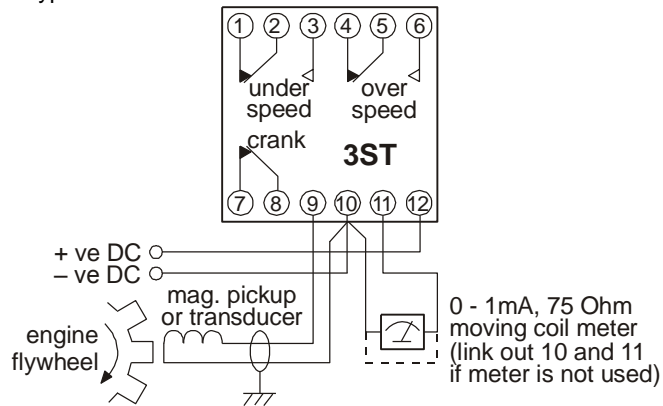 1 2 3 4 5 6
under speed
over speed
crank
3ST
7 8 9 10 11 12
+ ve DC
– ve DC
mag. pickup
or transducer
engine
flywheel
0 - 1mA, 75 Ohm
moving coil meter
(link out 10 and 11
if meter is not used)